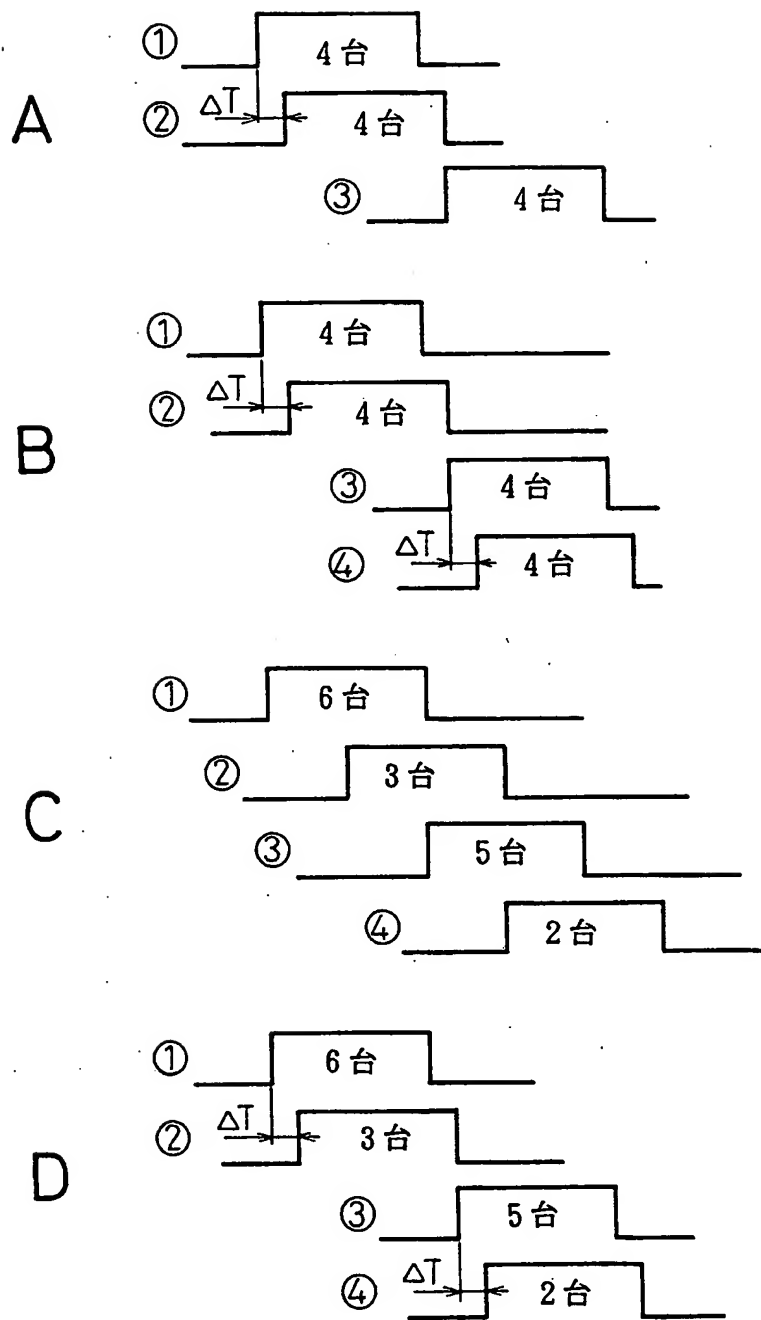 A
① 4台
ΔT
② 4台
③ 4台
B
① 4台
ΔT
② 4台
③ 4台
ΔT
④ 4台
C
① 6台
② 3台
③ 5台
④ 2台
D
① 6台
ΔT
② 3台
③ 5台
ΔT
④ 2台